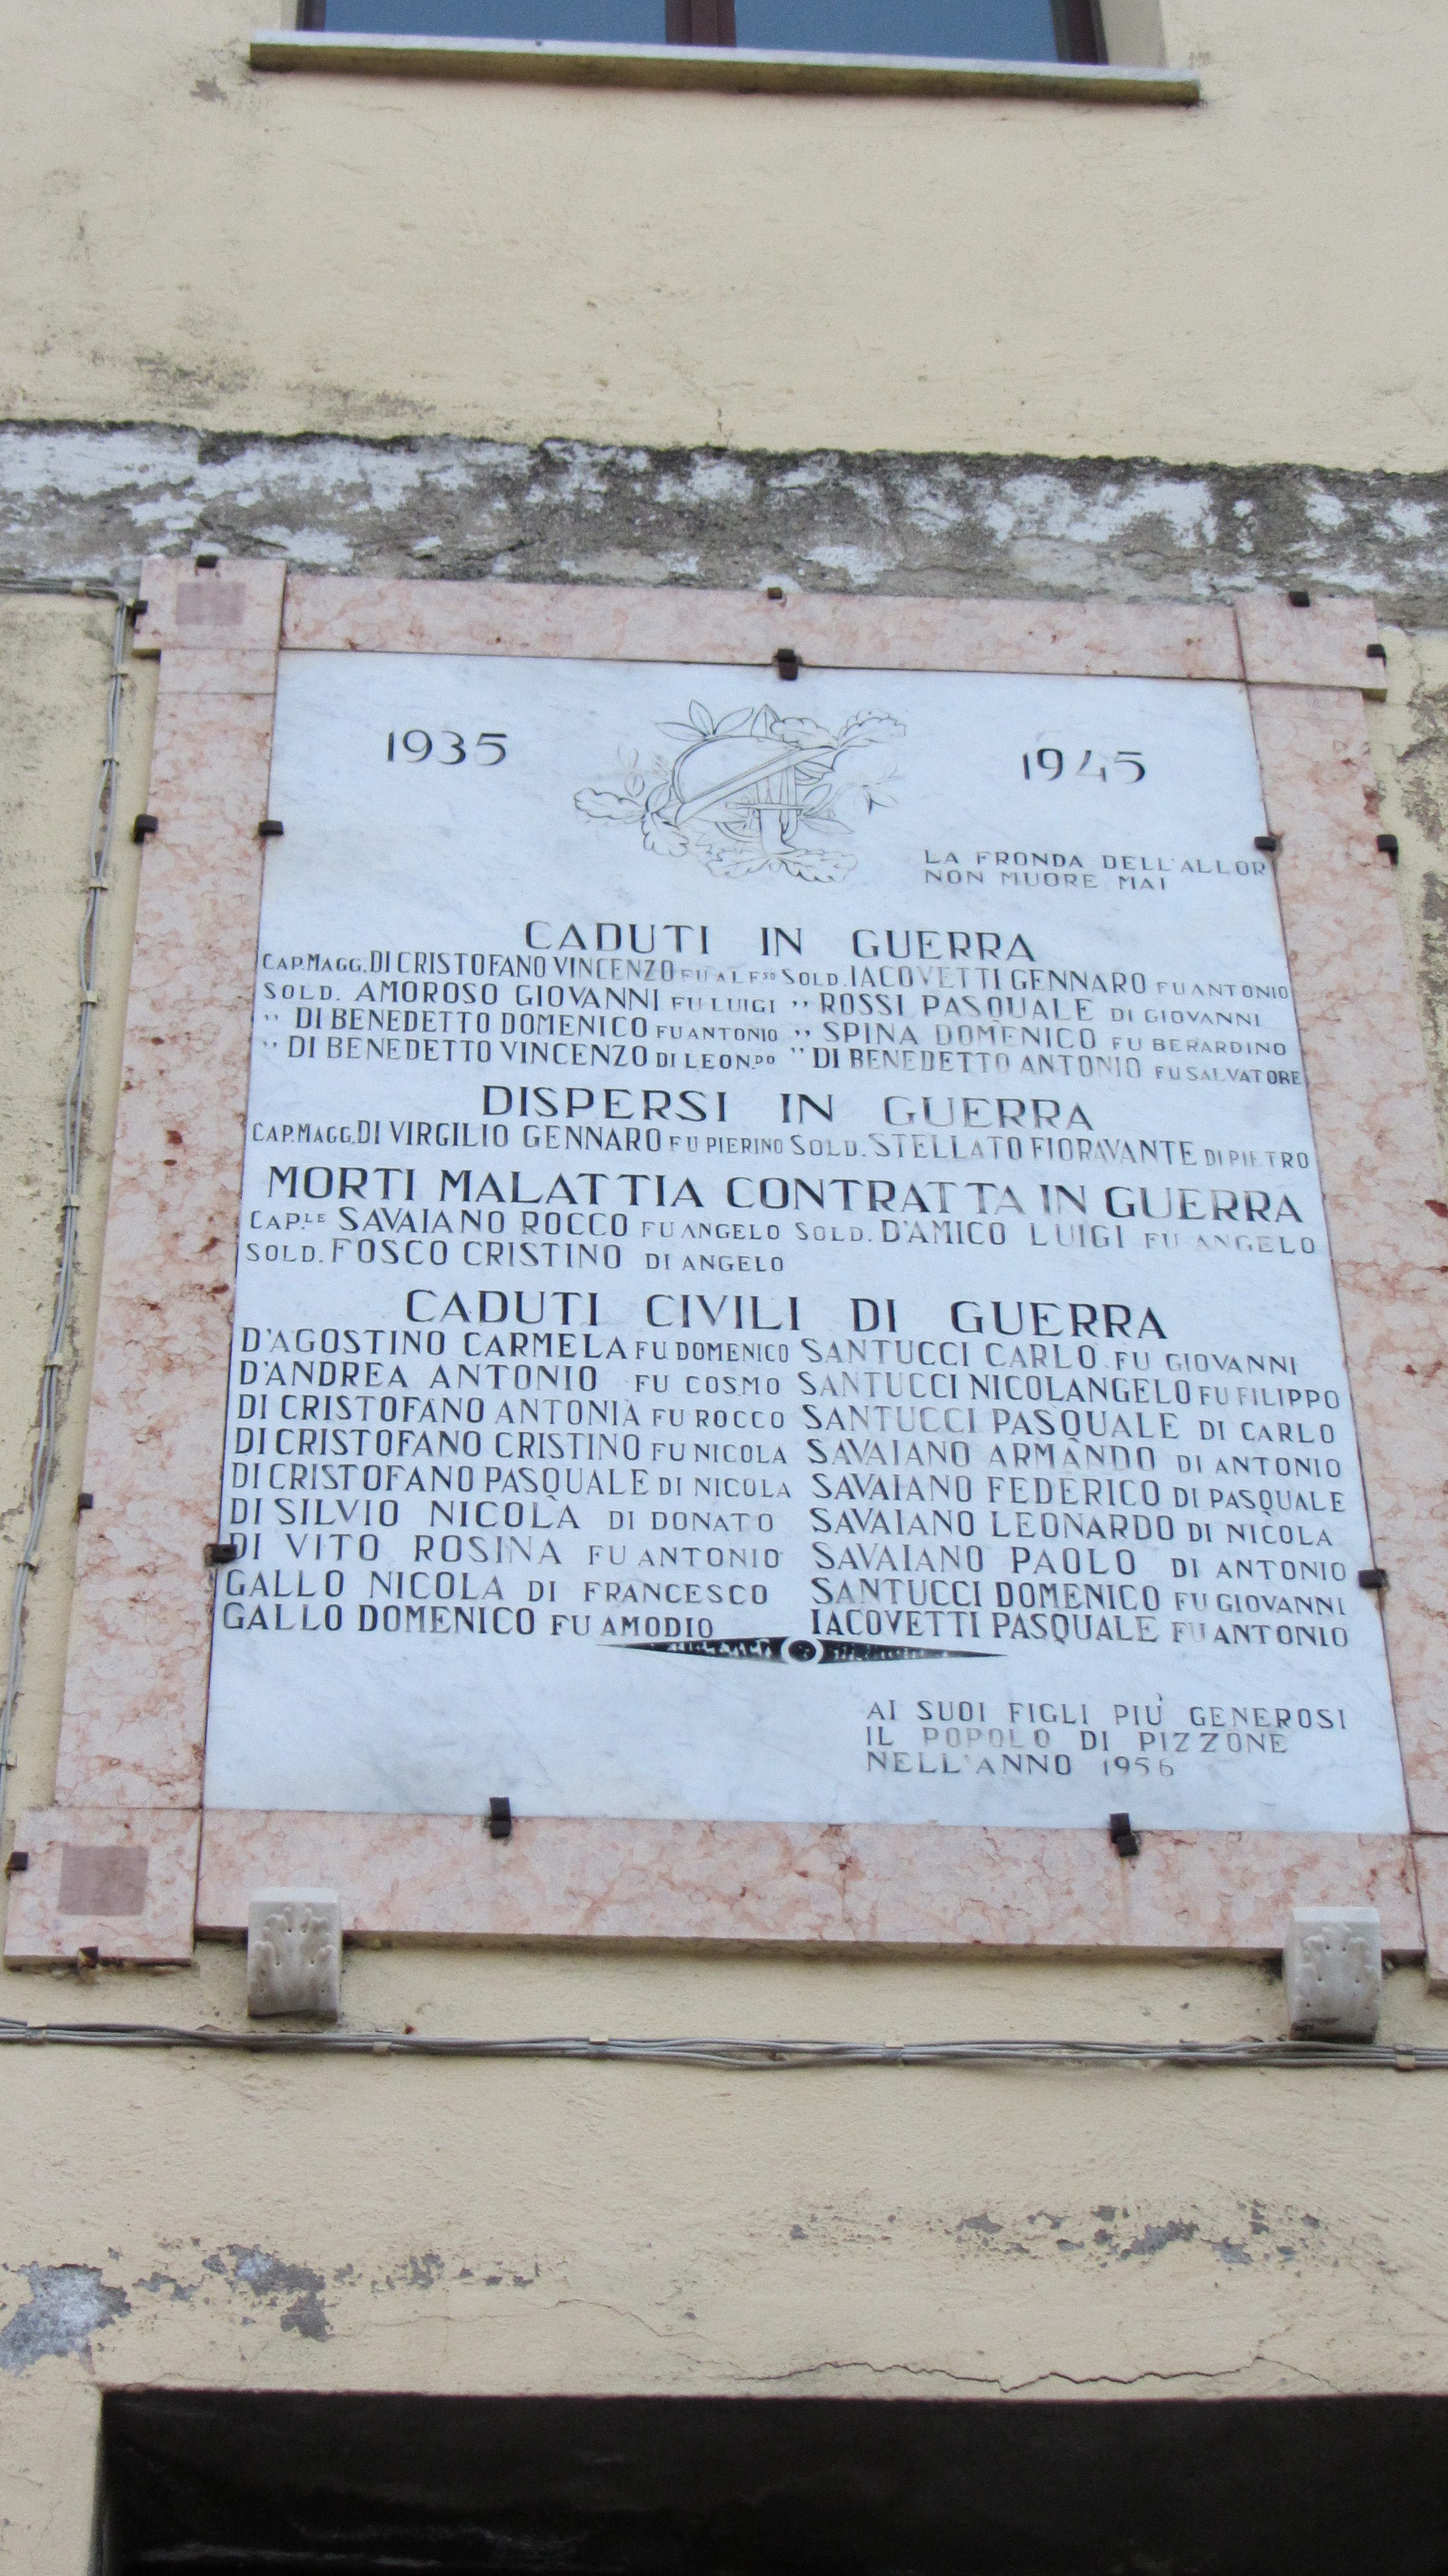 1935 1945
LA FRONDA DELL'ALLOR
NON MUORE MAI
CADUTI IN GUERRA
CAP.MAGG. DI CRISTOFANO VINCENZO FU ALF.SO SOLD. IACOVETTI GENNARO FU ANTONIO
SOLD. AMOROSO GIOVANNI FU LUIGI " ROSSI PASQUALE DI GIOVANNI
" DI BENEDETTO DOMENICO FU ANTONIO " SPINA DOMENICO FU BERARDINO
" DI BENEDETTO VINCENZO DI LEON.DO " DI BENEDETTO ANTONIO FU SALVATORE
DISPERSI IN GUERRA
CAP.MAGG. DI VIRGILIO GENNARO FU PIERINO SOLD. STELLATO FIORAVANTE DI PIETRO
MORTI MALATTIA CONTRATTA IN GUERRA
CAP.LE SAVAIANO ROCCO FU ANGELO SOLD. D'AMICO LUIGI FU ANGELO
SOLD. FOSCO CRISTINO DI ANGELO
CADUTI CIVILI DI GUERRA
D'AGOSTINO CARMELA FU DOMENICO SANTUCCI CARLO FU GIOVANNI
D'ANDREA ANTONIO FU COSMO SANTUCCI NICOLANGELO FU FILIPPO
DI CRISTOFANO ANTONIA FU ROCCO SANTUCCI PASQUALE DI CARLO
DI CRISTOFANO CRISTINO FU NICOLA SAVAIANO ARMANDO DI ANTONIO
DI CRISTOFANO PASQUALE DI NICOLA SAVAIANO FEDERICO DI PASQUALE
DI SILVIO NICOLÀ DI DONATO SAVAIANO LEONARDO DI NICOLA
DI VITO ROSINA FU ANTONIO SAVAIANO PAOLO DI ANTONIO
GALLO NICOLA DI FRANCESCO SANTUCCI DOMENICO FU GIOVANNI
GALLO DOMENICO FU AMODIO IACOVETTI PASQUALE FU ANTONIO
AI SUOI FIGLI PIÙ GENEROSI
IL POPOLO DI PIZZONE
NELL'ANNO 1956